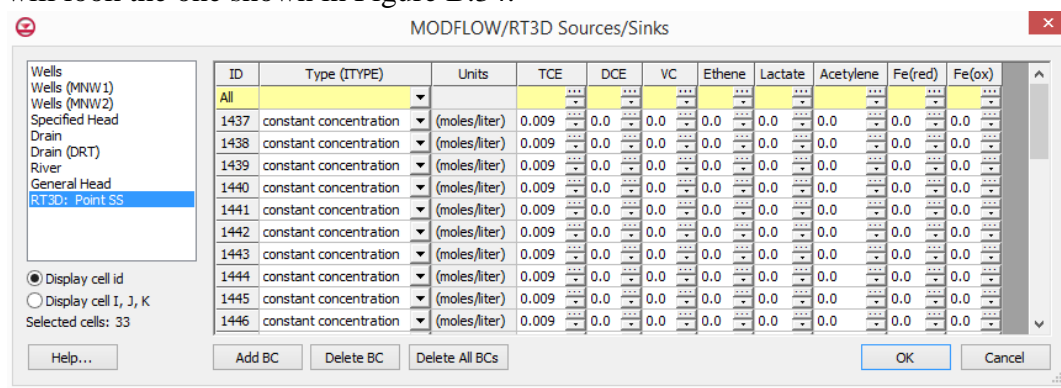 MODFLOW/RT3D Sources/Sinks
Wells
Wells (MNW1)
Wells (MNW2)
Specified Head
Drain
Drain (DRT)
River
General Head
RT3D: Point SS
Display cell id
Display cell I, J, K
Selected cells: 33
ID Type (ITYPE) Units TCE DCE VC Ethene Lactate Acetylene Fe(red) Fe(ox)
All
1437 constant concentration (moles/liter) 0.009 0.0 0.0 0.0 0.0 0.0 0.0 0.0
1438 constant concentration (moles/liter) 0.009 0.0 0.0 0.0 0.0 0.0 0.0 0.0
1439 constant concentration (moles/liter) 0.009 0.0 0.0 0.0 0.0 0.0 0.0 0.0
1440 constant concentration (moles/liter) 0.009 0.0 0.0 0.0 0.0 0.0 0.0 0.0
1441 constant concentration (moles/liter) 0.009 0.0 0.0 0.0 0.0 0.0 0.0 0.0
1442 constant concentration (moles/liter) 0.009 0.0 0.0 0.0 0.0 0.0 0.0 0.0
1443 constant concentration (moles/liter) 0.009 0.0 0.0 0.0 0.0 0.0 0.0 0.0
1444 constant concentration (moles/liter) 0.009 0.0 0.0 0.0 0.0 0.0 0.0 0.0
1445 constant concentration (moles/liter) 0.009 0.0 0.0 0.0 0.0 0.0 0.0 0.0
1446 constant concentration (moles/liter) 0.009 0.0 0.0 0.0 0.0 0.0 0.0 0.0
Help... Add BC Delete BC Delete All BCs OK Cancel